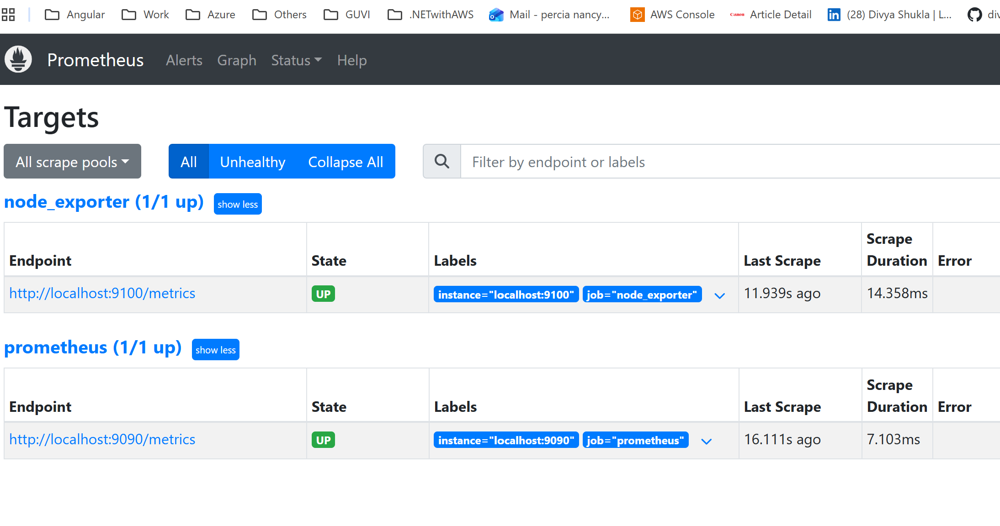 Angular Work Azure Others GUVI .NETwithAWS Mail - percia nancy... AWS Console Canon Article Detail (28) Divya Shukla | L... div
Prometheus Alerts Graph Status Help
Targets
All scrape pools All Unhealthy Collapse All Filter by endpoint or labels
node_exporter (1/1 up) show less
Endpoint State Labels Last Scrape Scrape Duration Error
http://localhost:9100/metrics UP instance="localhost:9100" job="node_exporter" 11.939s ago 14.358ms
prometheus (1/1 up) show less
Endpoint State Labels Last Scrape Scrape Duration Error
http://localhost:9090/metrics UP instance="localhost:9090" job="prometheus" 16.111s ago 7.103ms